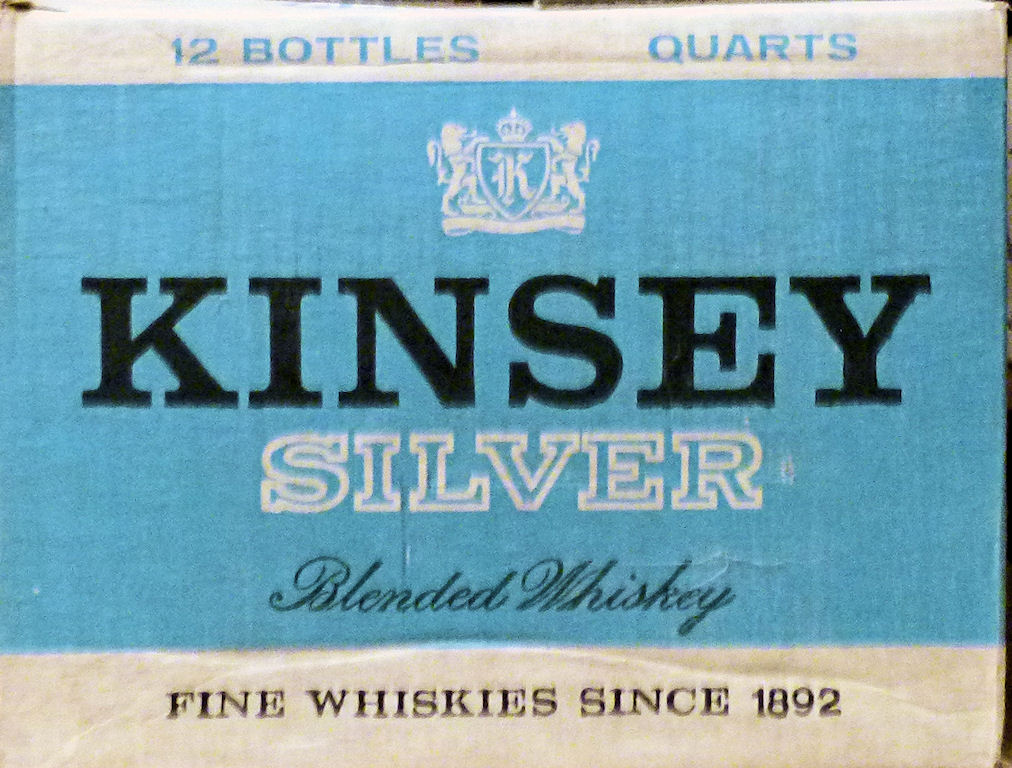 12 BOTTLES QUARTS
K
KINSEY
SILVER
Blended Whiskey
FINE WHISKIES SINCE 1892